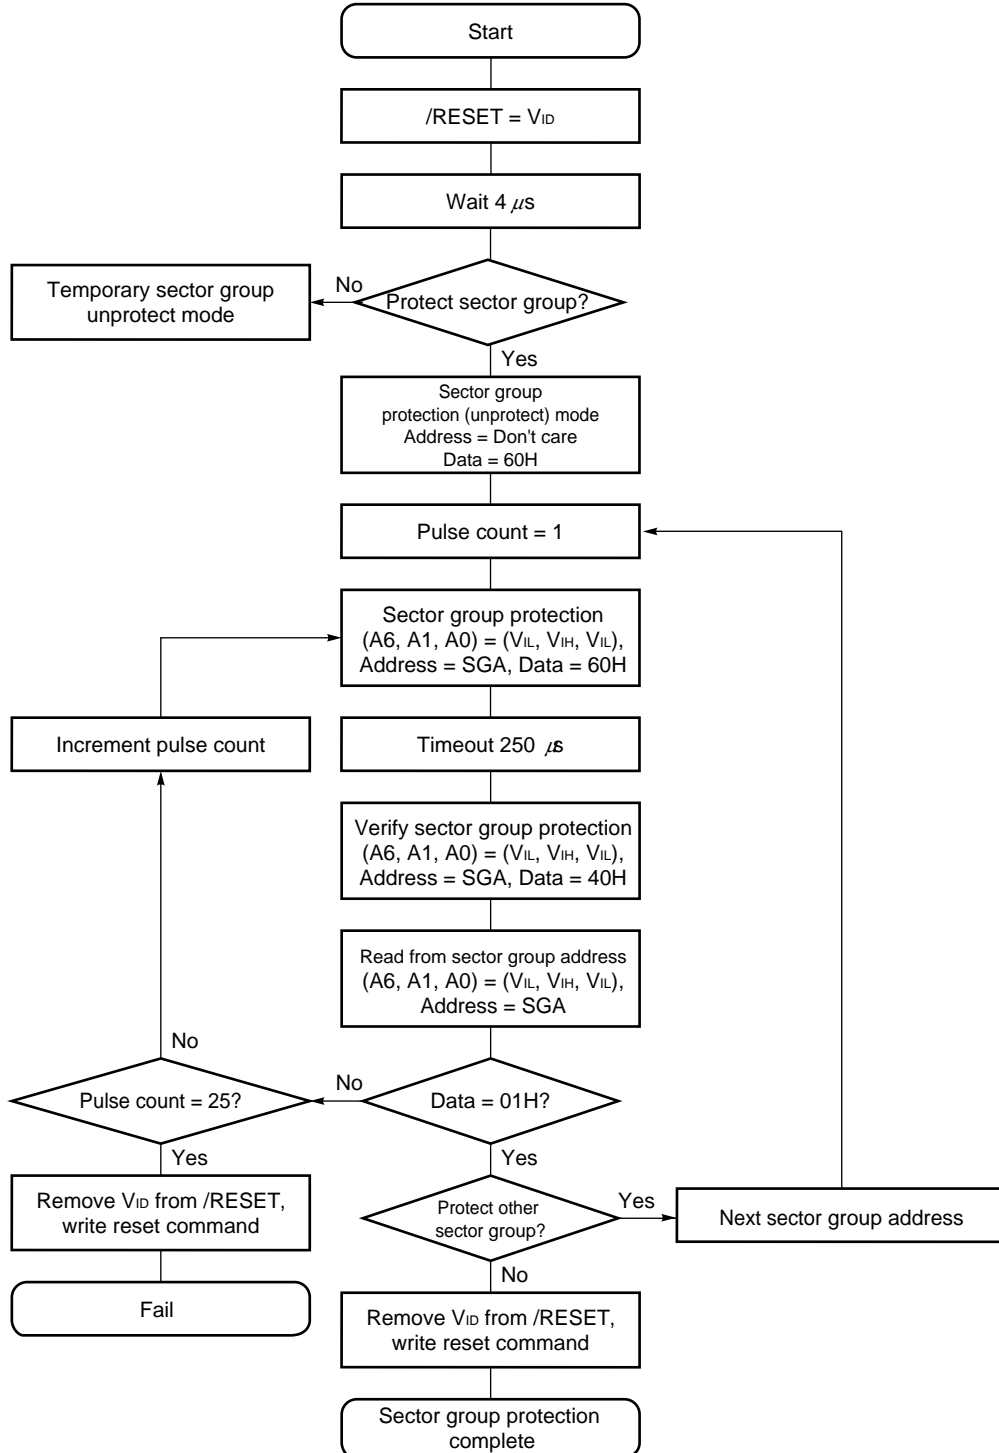 Start
/RESET = VID
Wait 4 μs
Temporary sector group
unprotect mode
No
Protect sector group?
Yes
Sector group
protection (unprotect) mode
Address = Don't care
Data = 60H
Pulse count = 1
Sector group protection
(A6, A1, A0) = (VIL, VIH, VIL),
Address = SGA, Data = 60H
Increment pulse count
Timeout 250 μs
Verify sector group protection
(A6, A1, A0) = (VIL, VIH, VIL),
Address = SGA, Data = 40H
Read from sector group address
(A6, A1, A0) = (VIL, VIH, VIL),
Address = SGA
No
Pulse count = 25?
No
Data = 01H?
Yes
Yes
Remove VID from /RESET,
write reset command
Protect other
sector group?
Yes
Next sector group address
No
Fail
Remove VID from /RESET,
write reset command
Sector group protection
complete